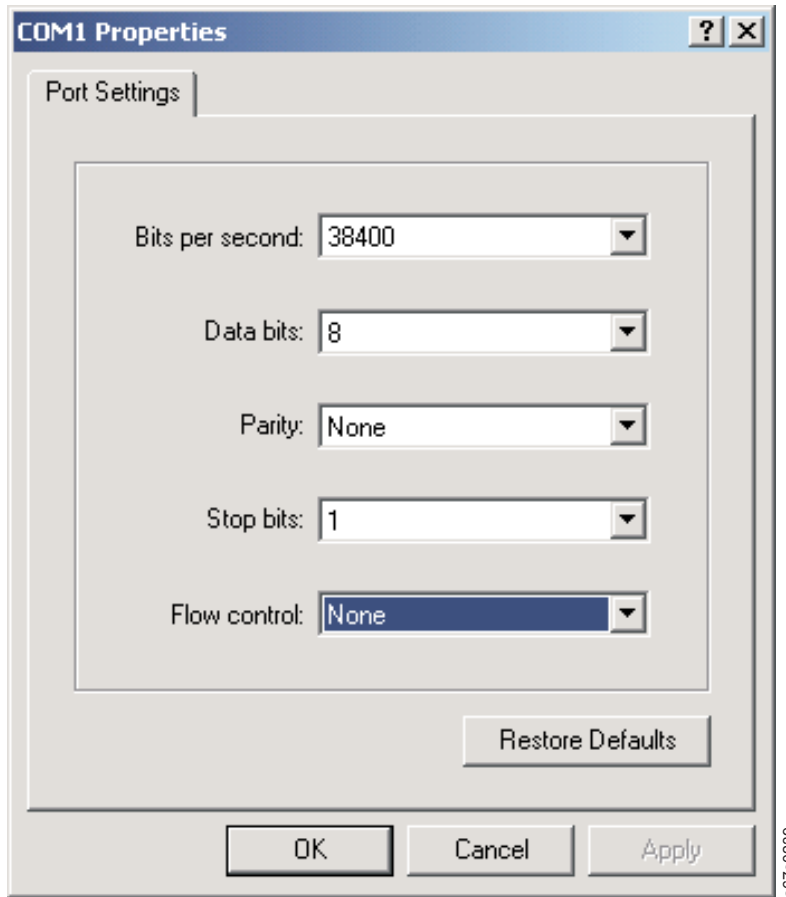 COM1 Properties
Port Settings
Bits per second: 38400
Data bits: 8
Parity: None
Stop bits: 1
Flow control: None
Restore Defaults
OK Cancel Apply